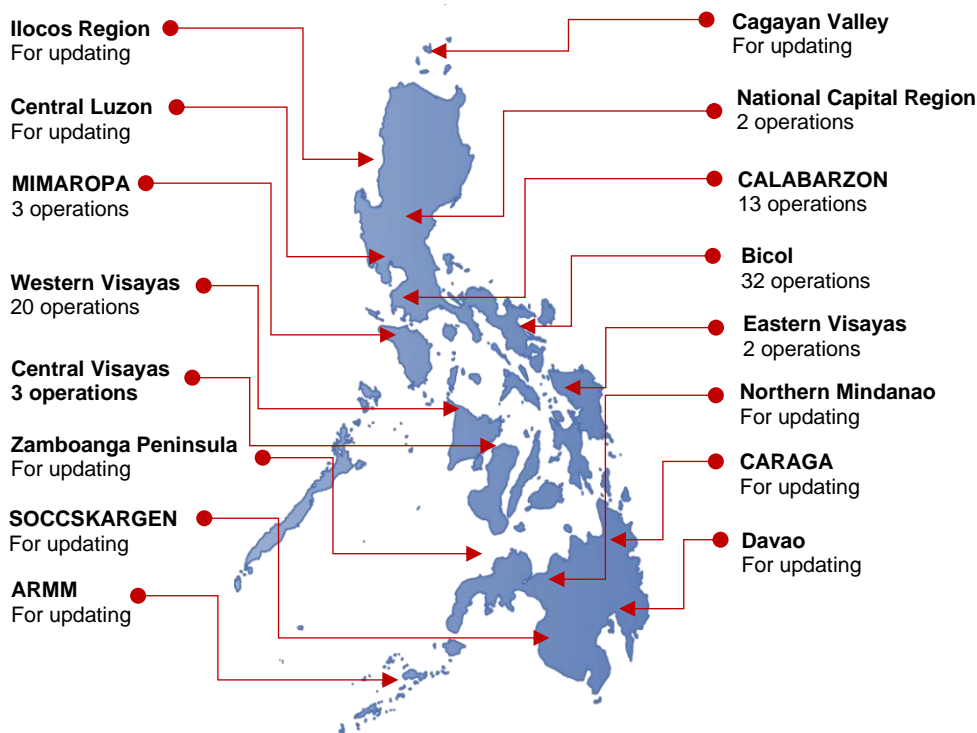 Ilocos Region
For updating
Central Luzon
For updating
MIMAROPA
3 operations
Western Visayas
20 operations
Central Visayas
3 operations
Zamboanga Peninsula
For updating
SOCCSKARGEN
For updating
ARMM
For updating
Cagayan Valley
For updating
National Capital Region
2 operations
CALABARZON
13 operations
Bicol
32 operations
Eastern Visayas
2 operations
Northern Mindanao
For updating
CARAGA
For updating
Davao
For updating